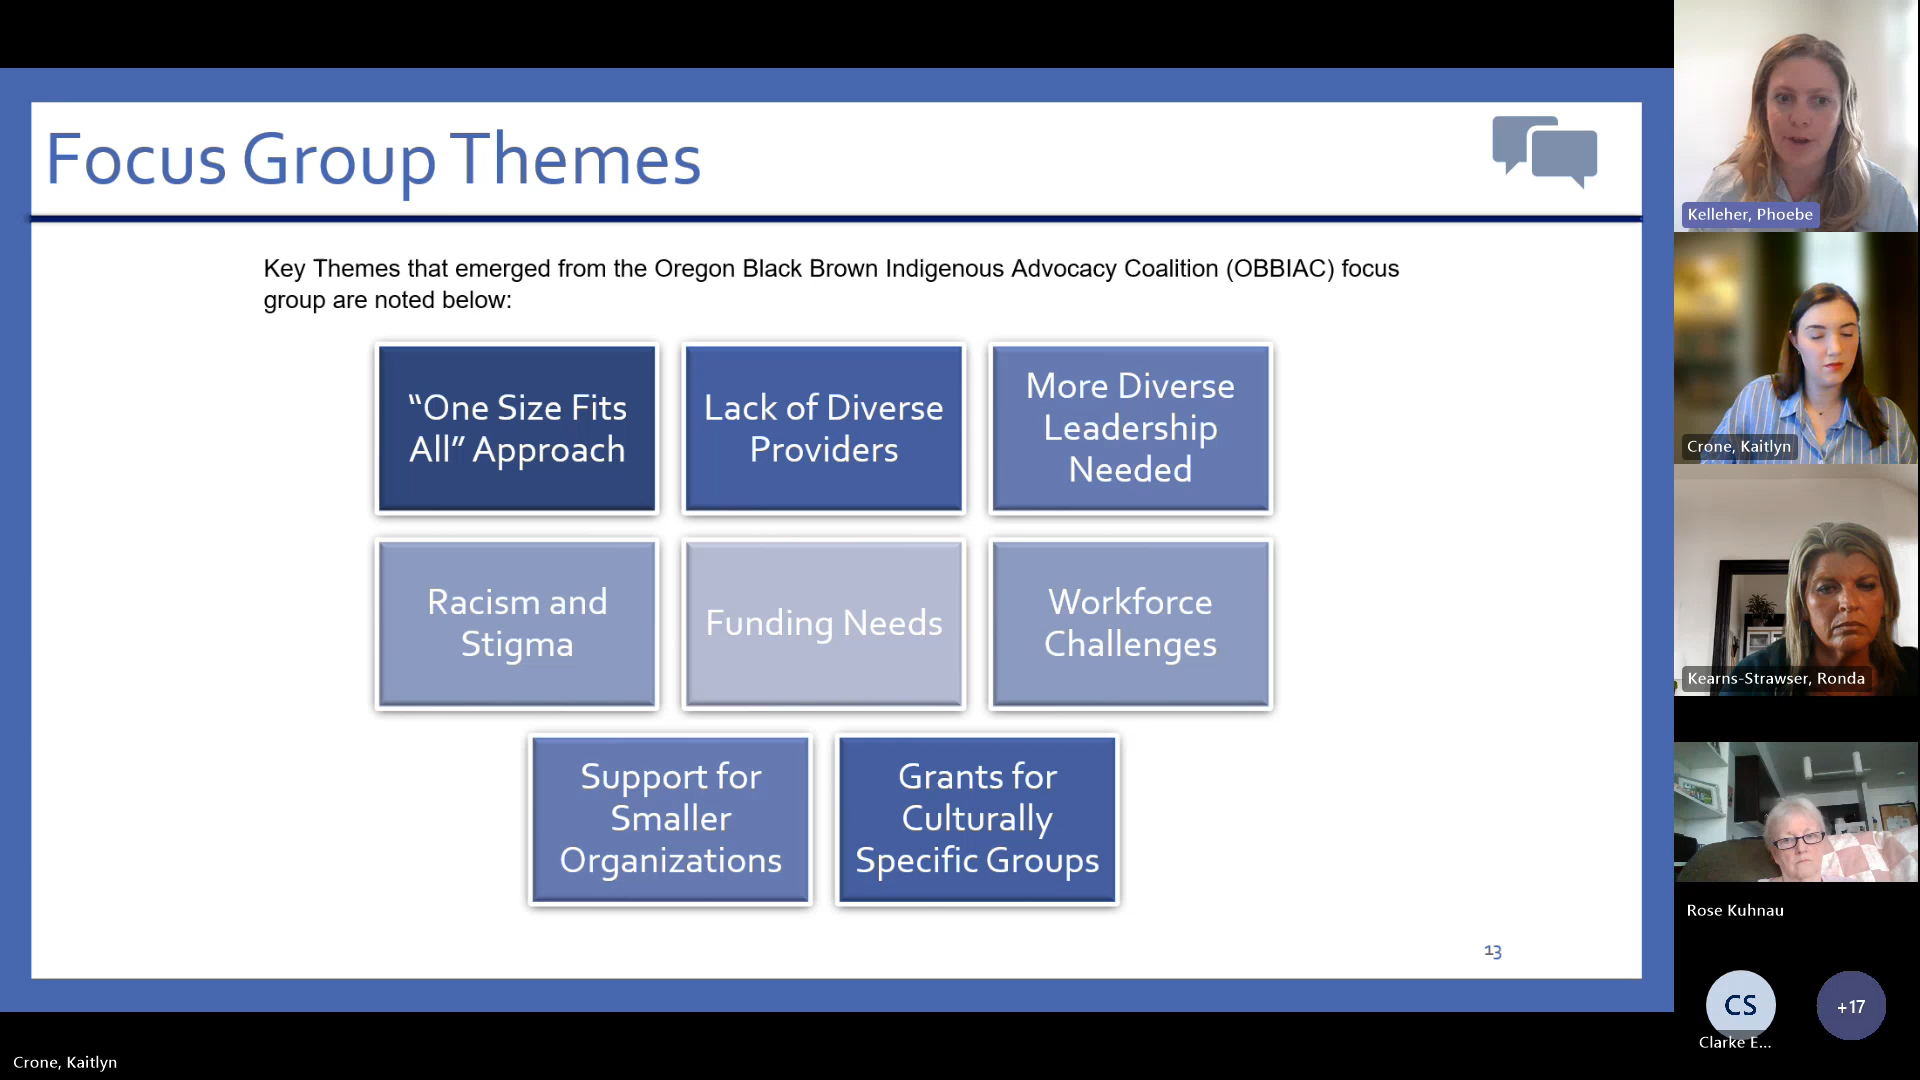 Focus Group Themes
Key Themes that emerged from the Oregon Black Brown Indigenous Advocacy Coalition (OBBIAC) focus
group are noted below:
“One Size Fits
All” Approach
Lack of Diverse
Providers
More Diverse
Leadership
Needed
Racism and
Stigma
Funding Needs
Workforce
Challenges
Support for
Smaller
Organizations
Grants for
Culturally
Specific Groups
13
Kelleher, Phoebe
Crone, Kaitlyn
Kearns-Strawser, Ronda
Rose Kuhnau
CS
Clarke E...
+17
Crone, Kaitlyn